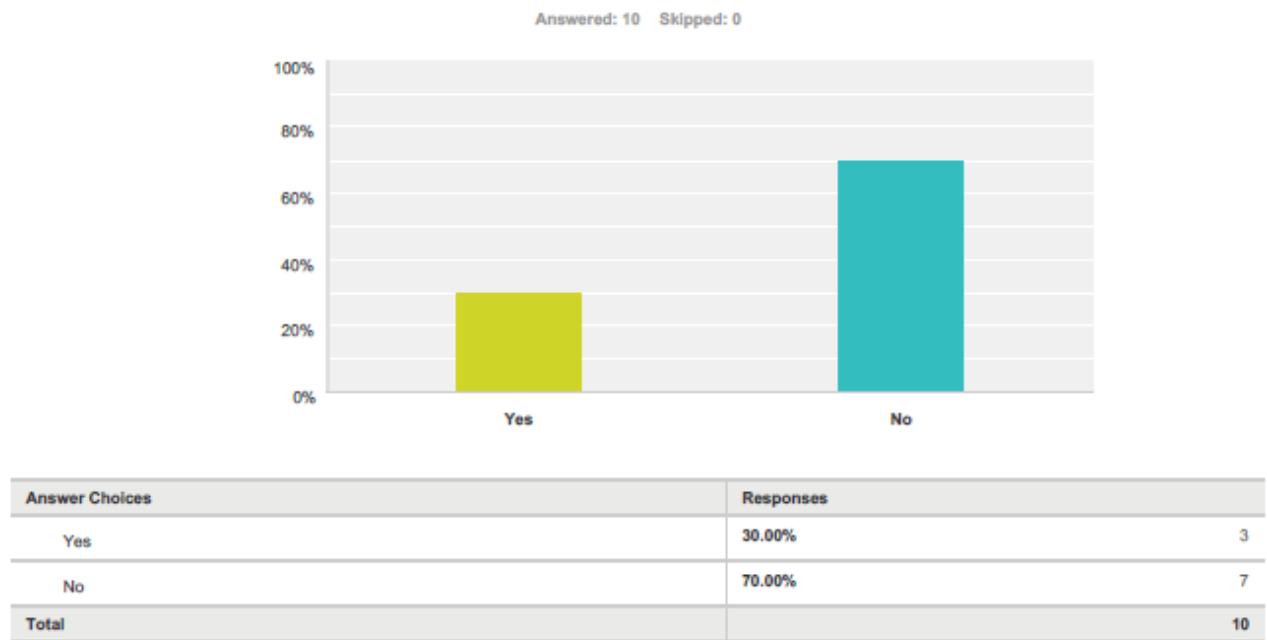 Answered: 10 Skipped: 0
100%
80%
60%
40%
20%
0%
Yes No
Answer Choices Responses
Yes 30.00% 3
No 70.00% 7
Total 10